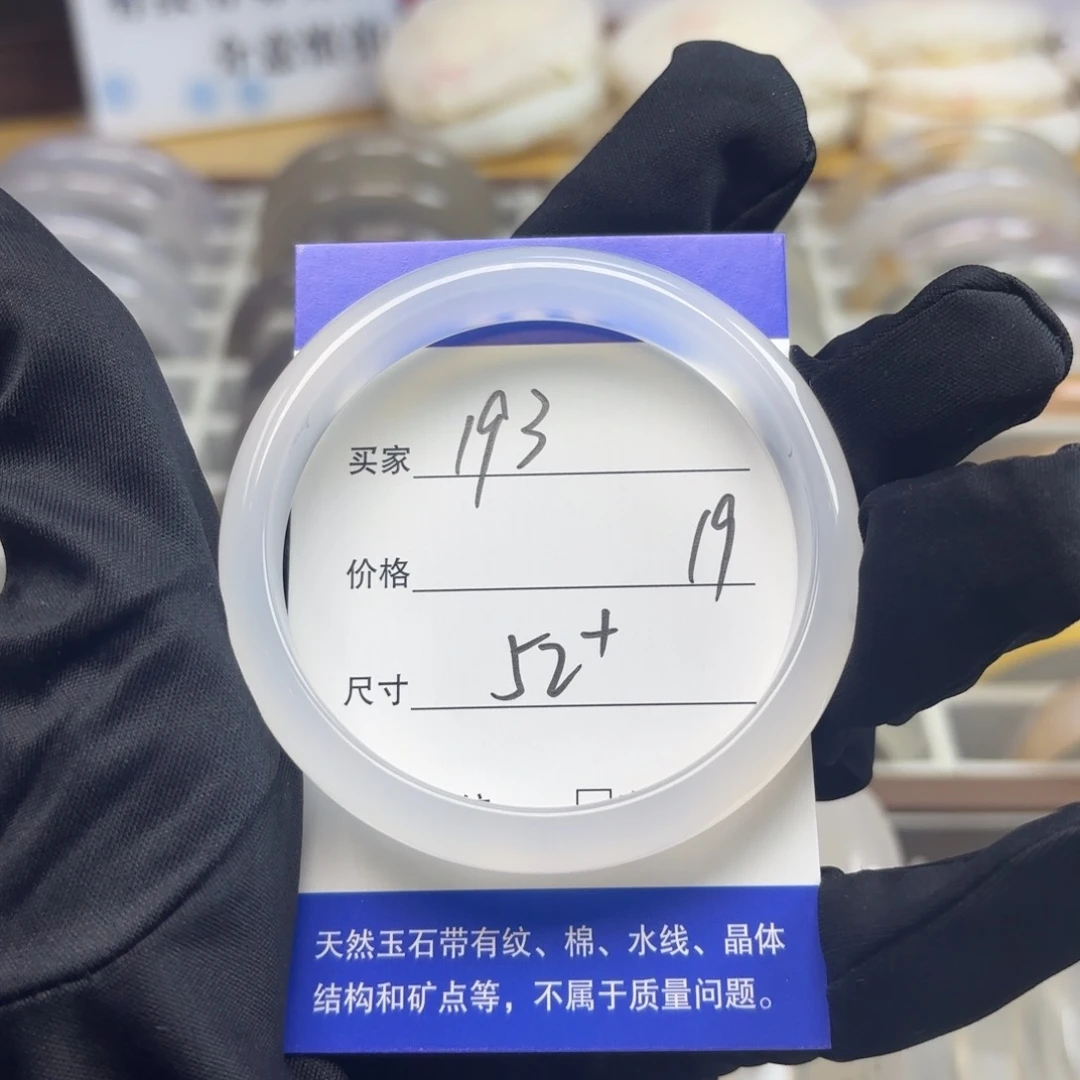 买家 193
价格 19
尺寸 52+
天然玉石带有纹、棉、水线、晶体
结构和矿点等，不属于质量问题。